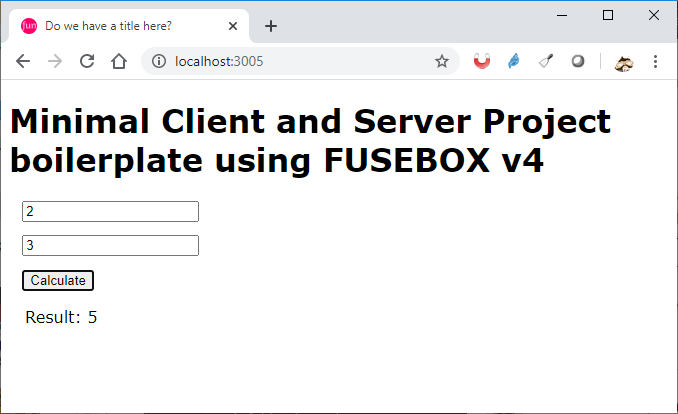 fun
Do we have a title here?
localhost:3005
Minimal Client and Server Project
boilerplate using FUSEBOX v4
2
3
Calculate
Result: 5